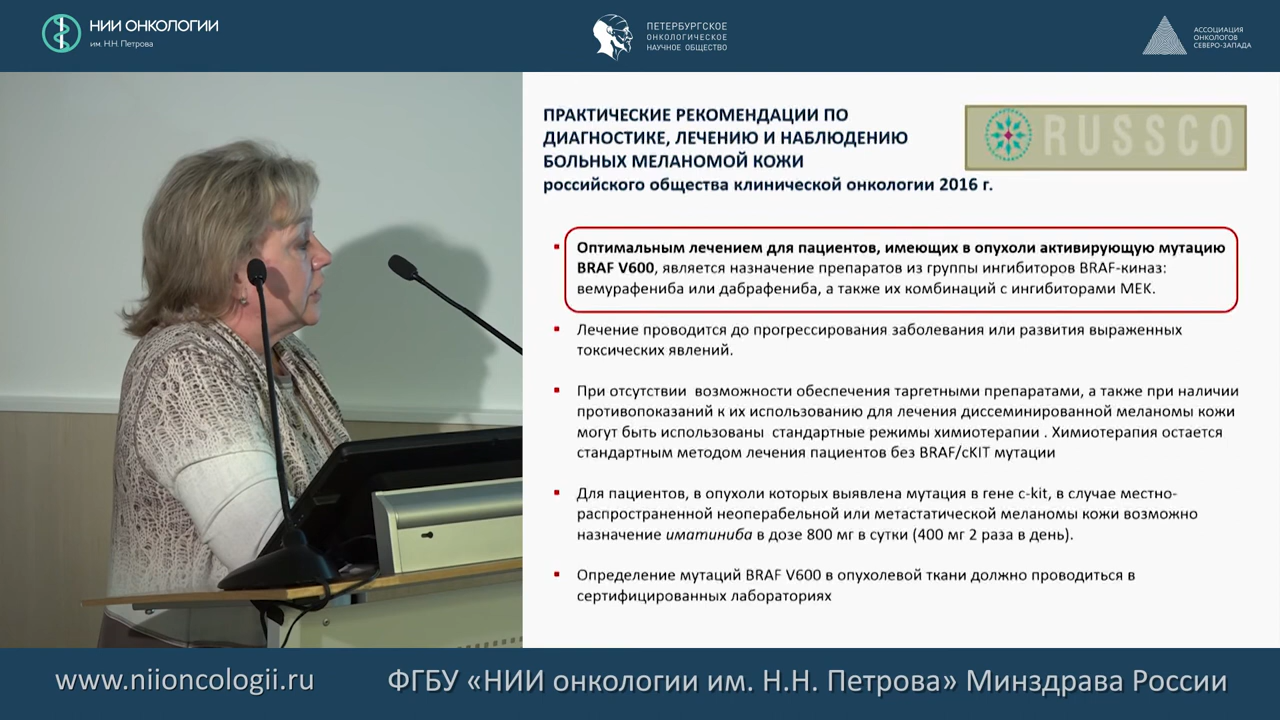 НИИ ОНКОЛОГИИ
им. Н.Н. Петрова
ПЕТЕРБУРГСКОЕ
ОНКОЛОГИЧЕСКОЕ
НАУЧНОЕ ОБЩЕСТВО
АССОЦИАЦИЯ
ОНКОЛОГОВ
СЕВЕРО-ЗАПАДА
ПРАКТИЧЕСКИЕ РЕКОМЕНДАЦИИ ПО
ДИАГНОСТИКЕ, ЛЕЧЕНИЮ И НАБЛЮДЕНИЮ
БОЛЬНЫХ МЕЛАНОМОЙ КОЖИ
российского общества клинической онкологии 2016 г.
RUSSCO
Оптимальным лечением для пациентов, имеющих в опухоли активирующую мутацию
BRAF V600, является назначение препаратов из группы ингибиторов BRAF-киназ:
вемурафениба или дабрафениба, а также их комбинаций с ингибиторами МЕК.
Лечение проводится до прогрессирования заболевания или развития выраженных
токсических явлений.
При отсутствии возможности обеспечения таргетными препаратами, а также при наличии
противопоказаний к их использованию для лечения диссеминированной меланомы кожи
могут быть использованы стандартные режимы химиотерапии . Химиотерапия остается
стандартным методом лечения пациентов без BRAF/cKIT мутации
Для пациентов, в опухоли которых выявлена мутация в гене c-kit, в случае местно-
распространенной неоперабельной или метастатической меланомы кожи возможно
назначение иматиниба в дозе 800 мг в сутки (400 мг 2 раза в день).
Определение мутаций BRAF V600 в опухолевой ткани должно проводиться в
сертифицированных лабораториях
www.niioncologii.ru
ФГБУ «НИИ онкологии им. Н.Н. Петрова» Минздрава России